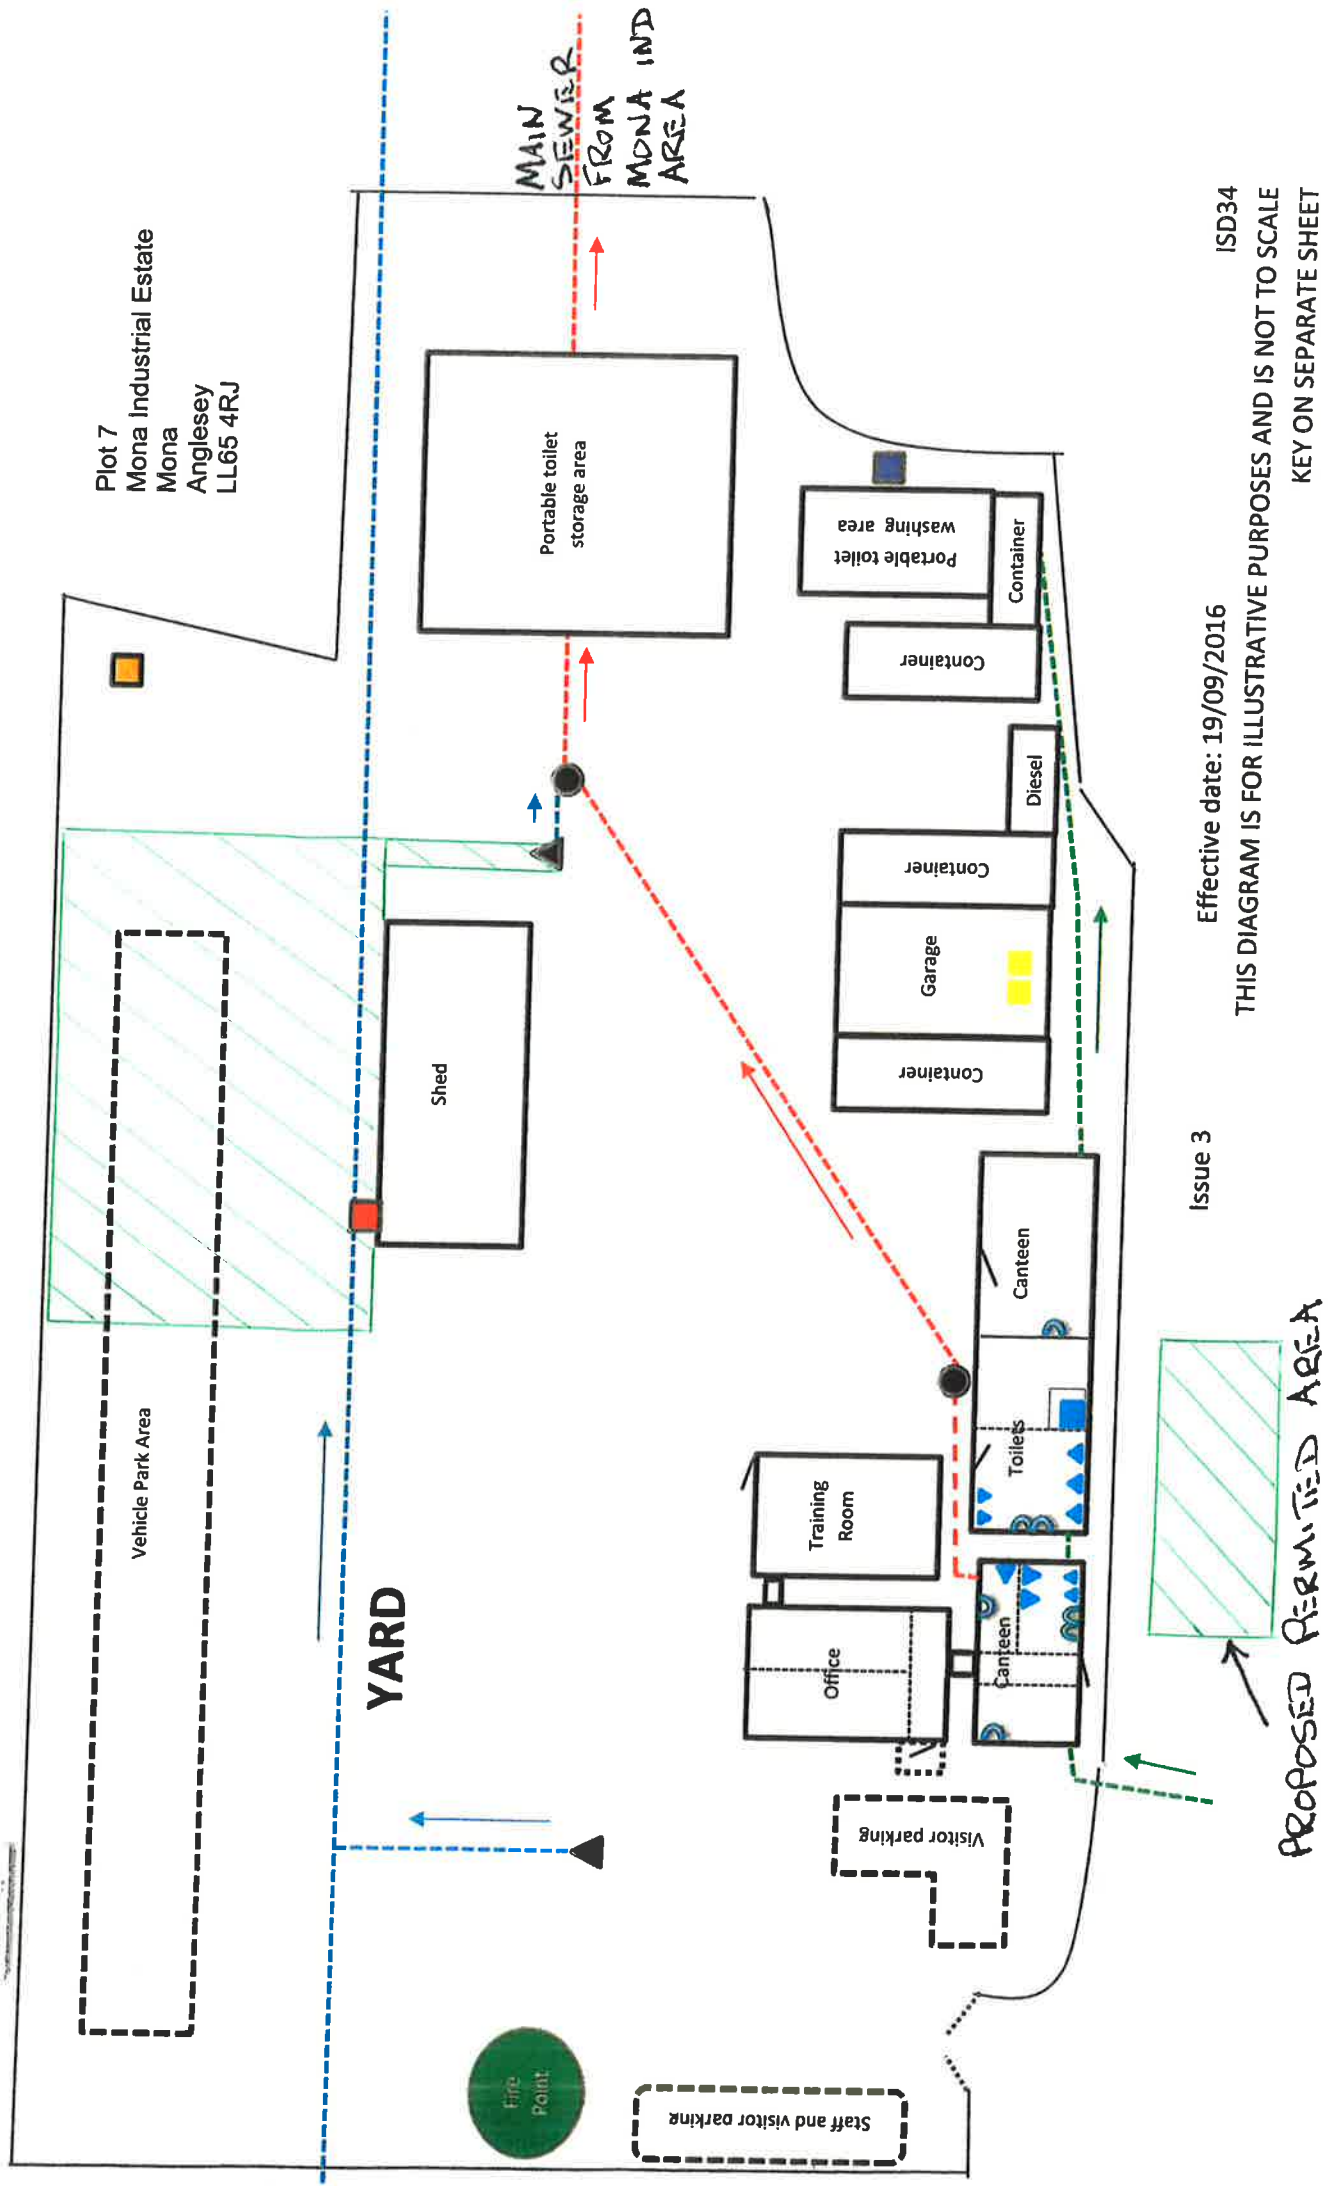 Plot 7
Mona Industrial Estate
Mona
Anglesey
LL65 4RJ
MAIN
SEWER
FROM
MONA IND
AREA
Vehicle Park Area
YARD
Shed
Portable toilet
storage area
Fire
Point
Staff and visitor parking
Visitor parking
Office
Training
Room
Canteen
Toilets
Canteen
Container
Garage
Container
Diesel
Container
Portable toilet
washing area
Container
PROPOSED PERMITED AREA
Issue 3
Effective date: 19/09/2016
ISD34
THIS DIAGRAM IS FOR ILLUSTRATIVE PURPOSES AND IS NOT TO SCALE
KEY ON SEPARATE SHEET